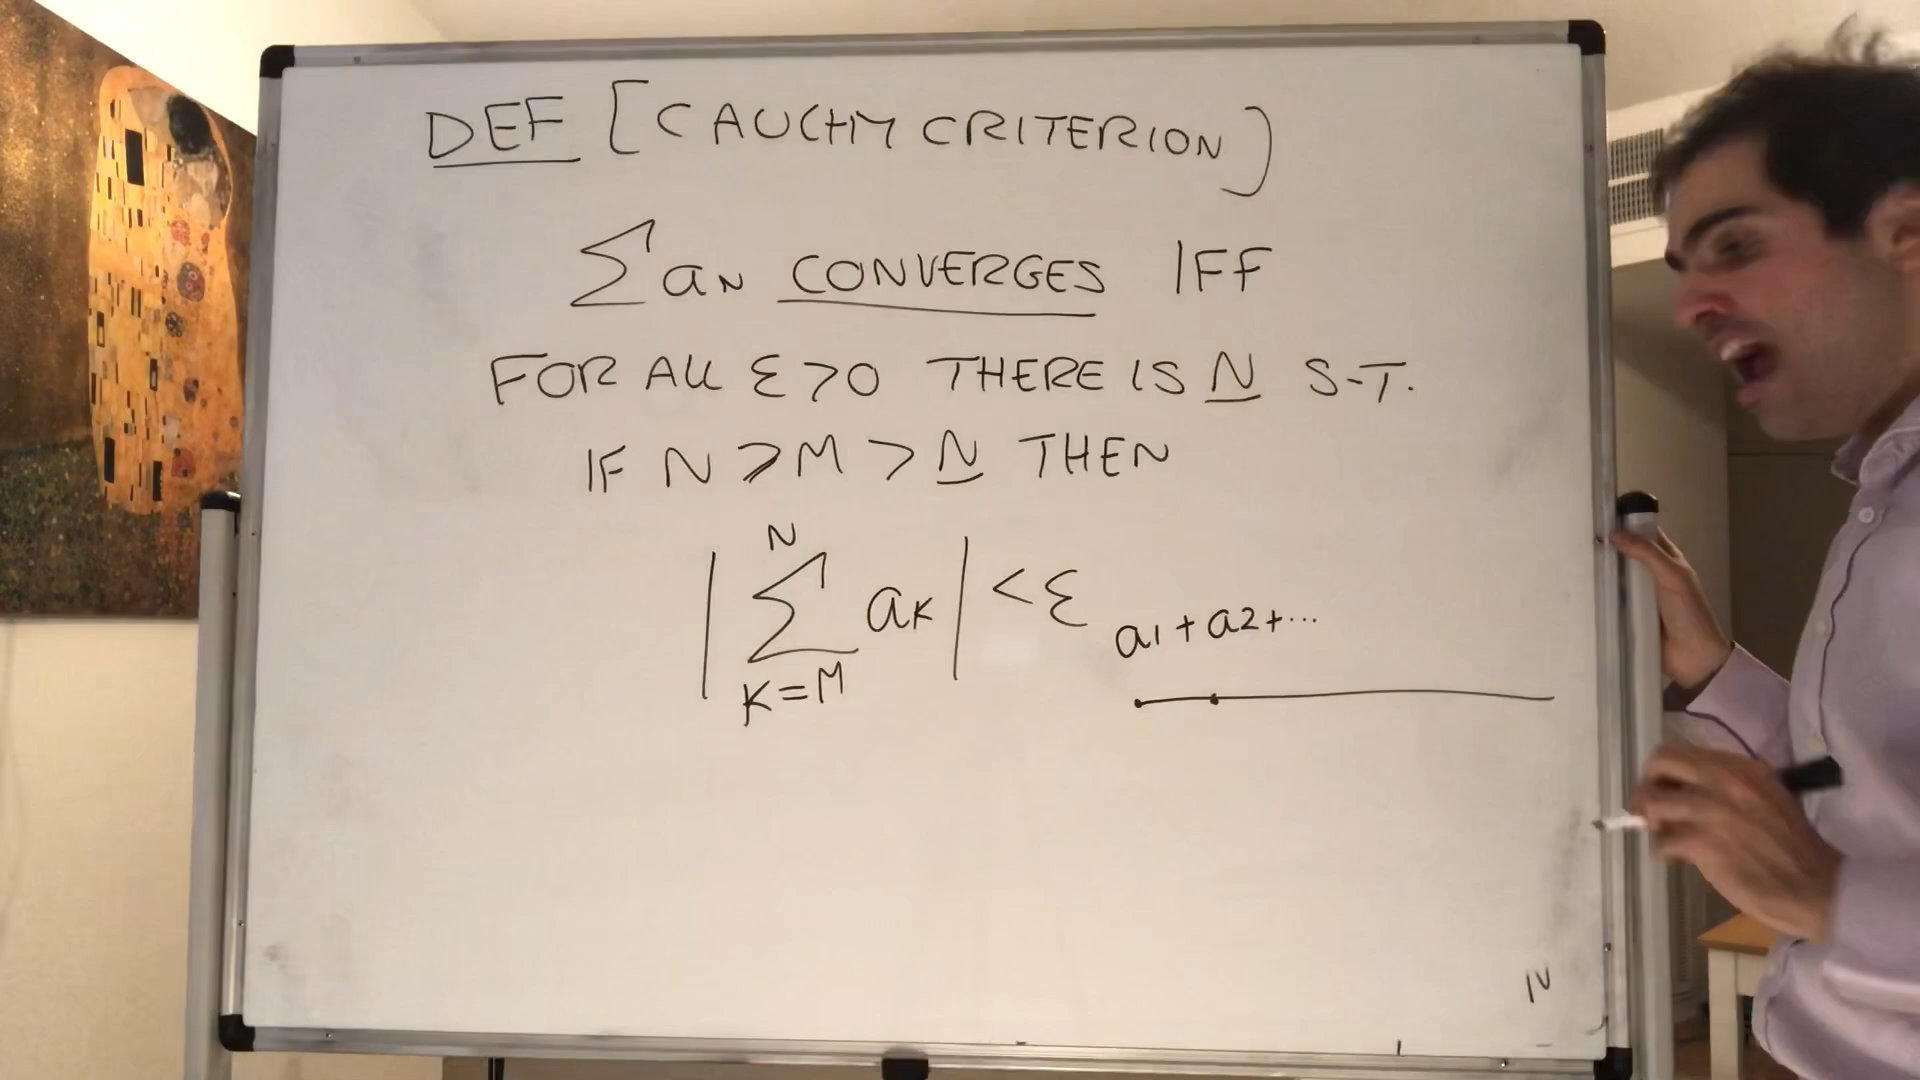 DEF [CAUCHY CRITERION]
Σ aN CONVERGES IFF
FOR ALL ε>0 THERE IS N S.T.
IF N ⩾ M > N THEN
N
| Σ aK | < ε
K=M
a1 + a2 + ...
N